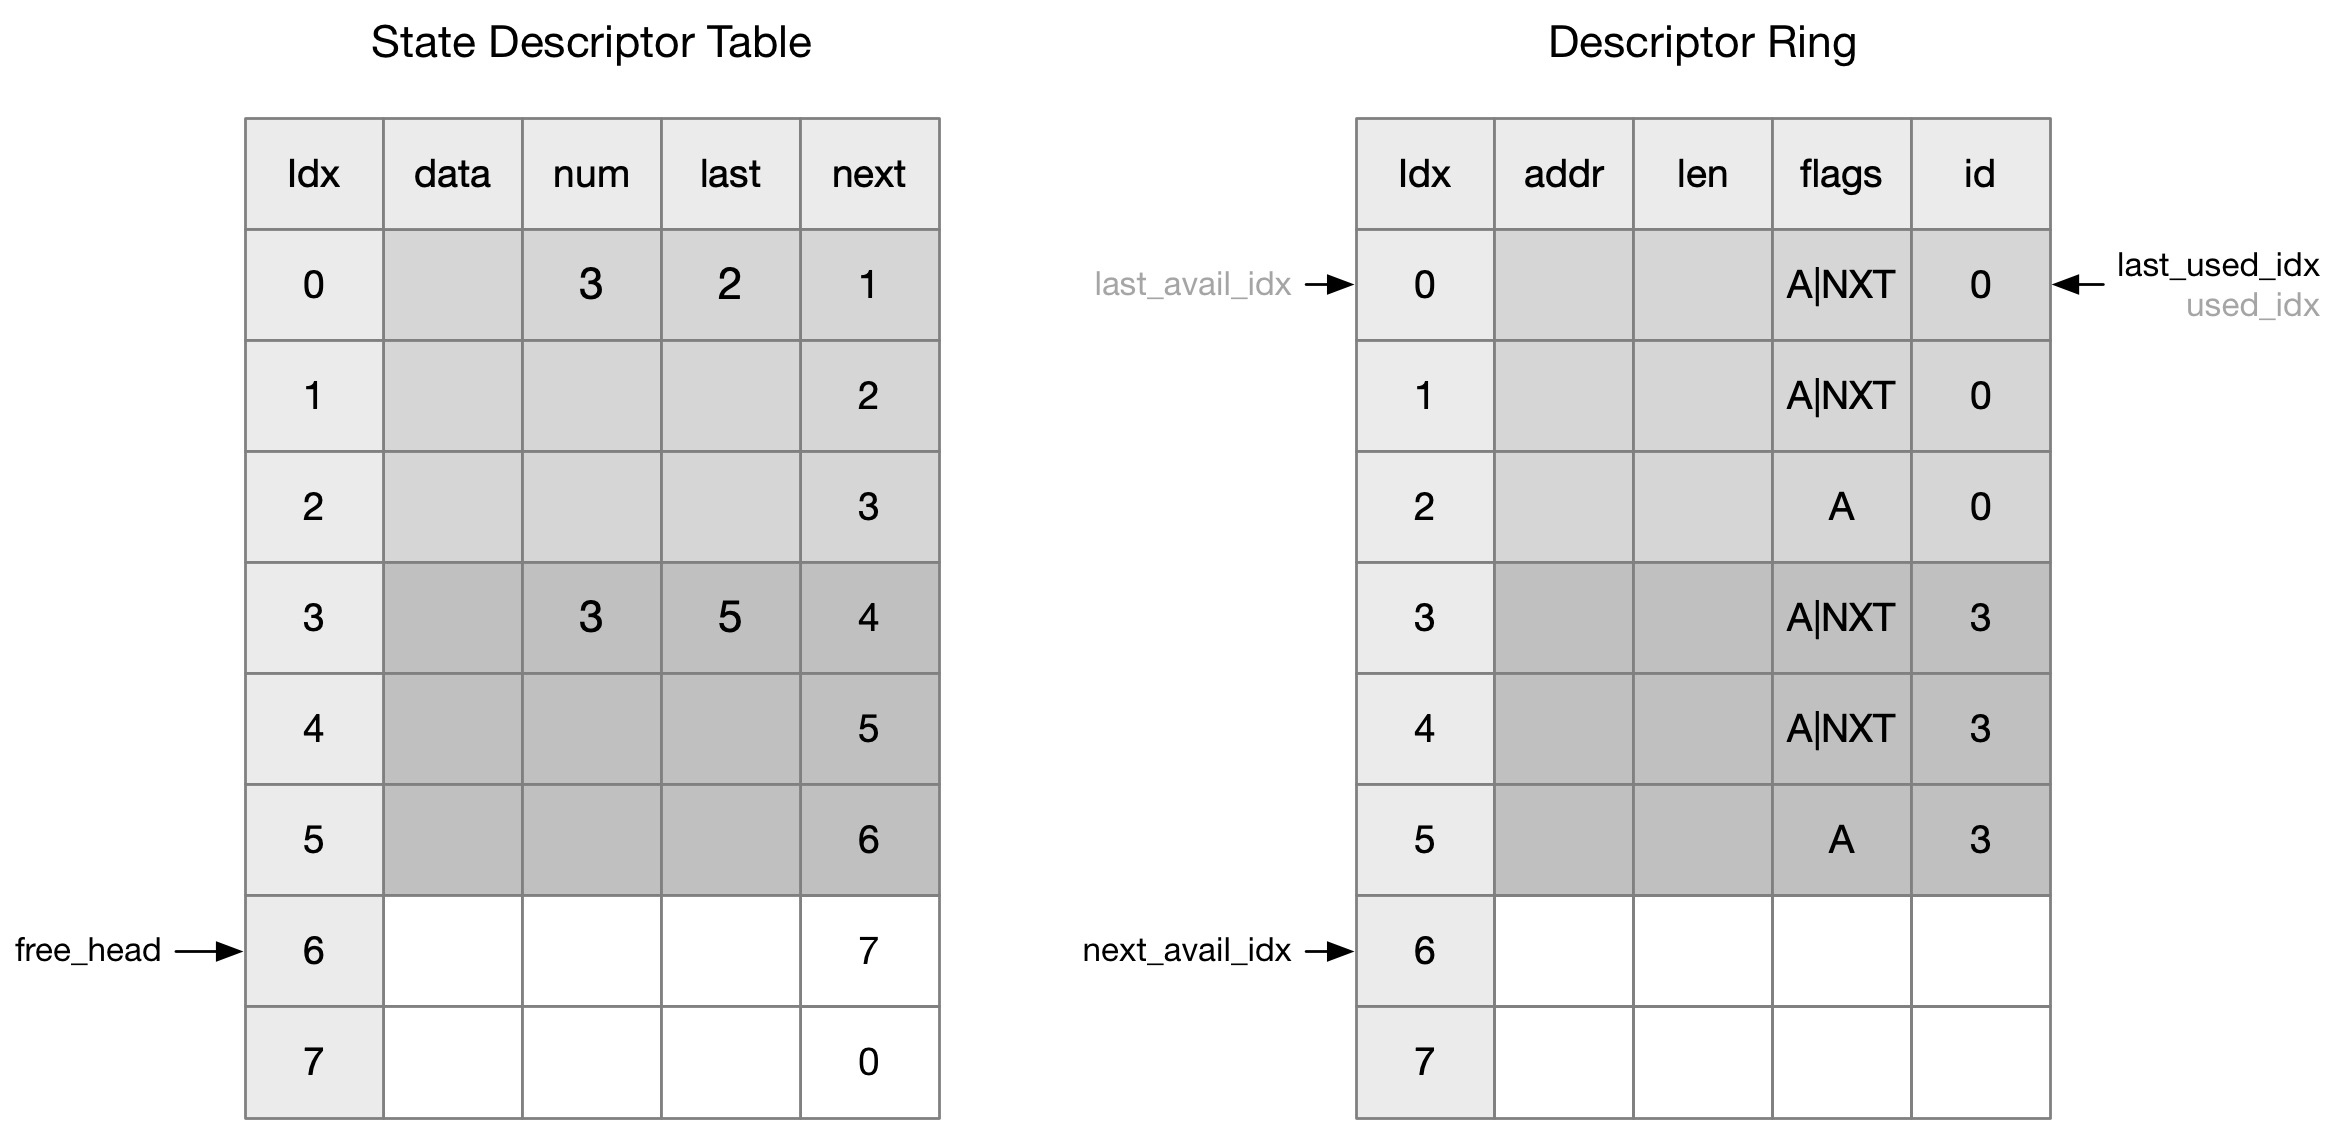 State Descriptor Table
Idx data num last next
0 3 2 1
1 2
2 3
3 3 5 4
4 5
5 6
free_head 6 7
7 0
Descriptor Ring
Idx addr len flags id
last_avail_idx 0 A|NXT 0 last_used_idx
used_idx
1 A|NXT 0
2 A 0
3 A|NXT 3
4 A|NXT 3
5 A 3
next_avail_idx 6
7